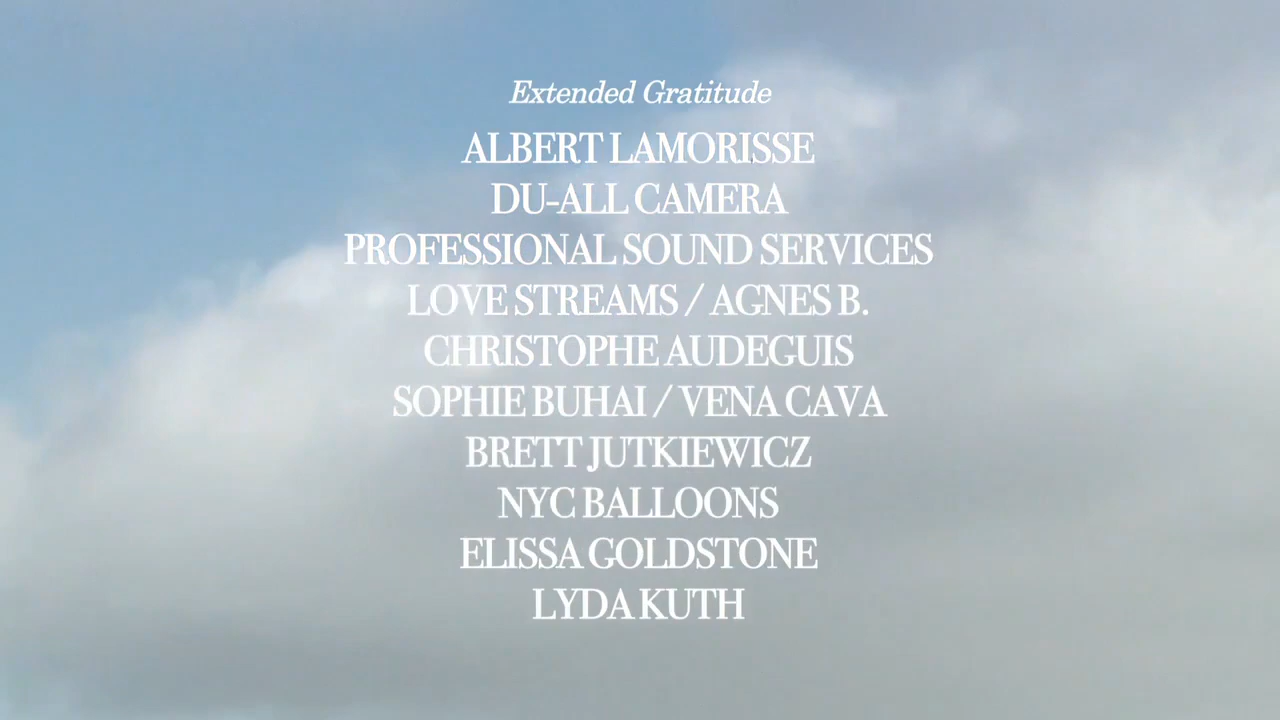 Extended Gratitude
ALBERT LAMORISSE
DU-ALL CAMERA
PROFESSIONAL SOUND SERVICES
LOVE STREAMS / AGNES B.
CHRISTOPHE AUDEGUIS
SOPHIE BUHAI / VENA CAVA
BRETT JUTKIEWICZ
NYC BALLOONS
ELISSA GOLDSTONE
LYDA KUTH